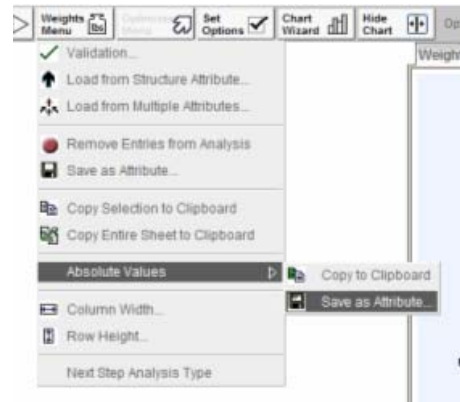 Weights Menu lbs Set Options Chart Wizard Hide Chart Op
Weight
Validation...
Load from Structure Attribute...
Load from Multiple Attributes...
Remove Entries from Analysis
Save as Attribute...
Copy Selection to Clipboard
Copy Entire Sheet to Clipboard
Absolute Values
Copy to Clipboard
Save as Attribute...
Column Width...
Row Height...
Next Step Analysis Type